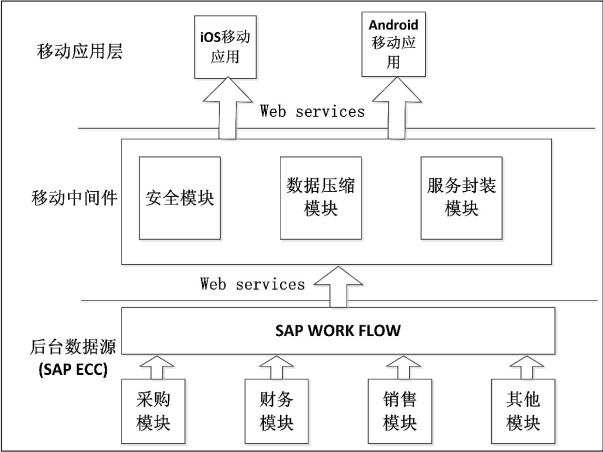 移动应用层
iOS移动
应用
Android
移动应
用
Web services
移动中间件
安全模块
数据压缩
模块
服务封装
模块
Web services
后台数据源
(SAP ECC)
SAP WORK FLOW
采购
模块
财务
模块
销售
模块
其他
模块